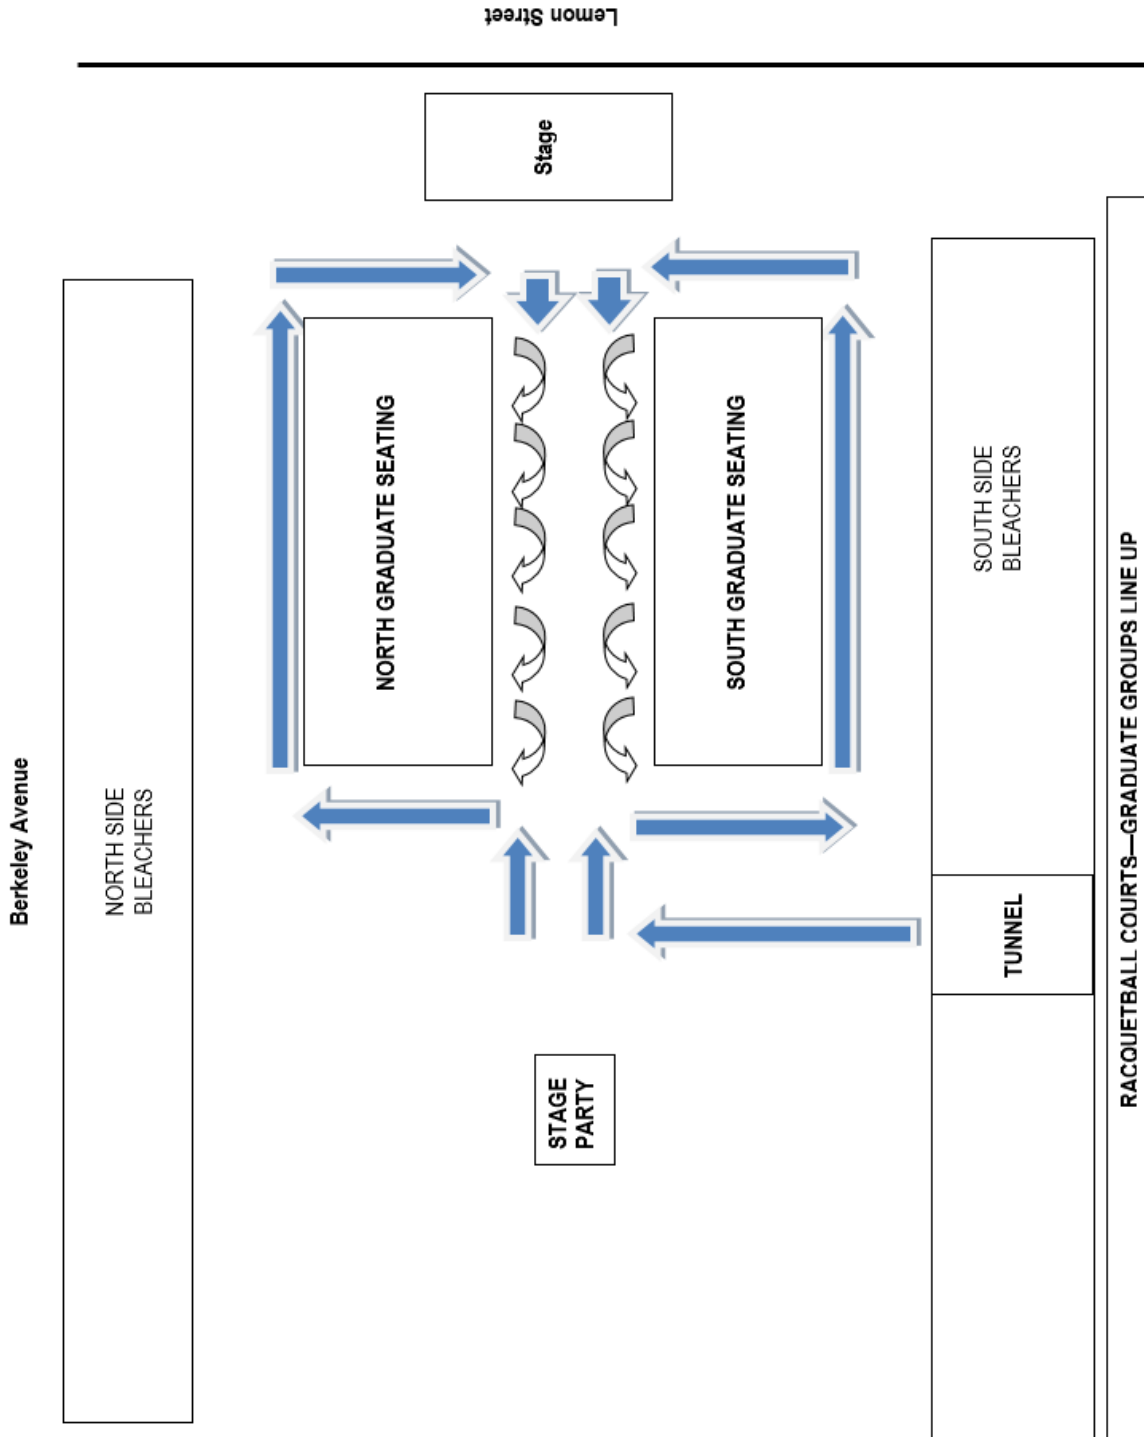 Lemon Street
Stage
Berkeley Avenue
NORTH SIDE
BLEACHERS
NORTH GRADUATE SEATING
SOUTH GRADUATE SEATING
SOUTH SIDE
BLEACHERS
TUNNEL
STAGE
PARTY
RACQUETBALL COURTS—GRADUATE GROUPS LINE UP